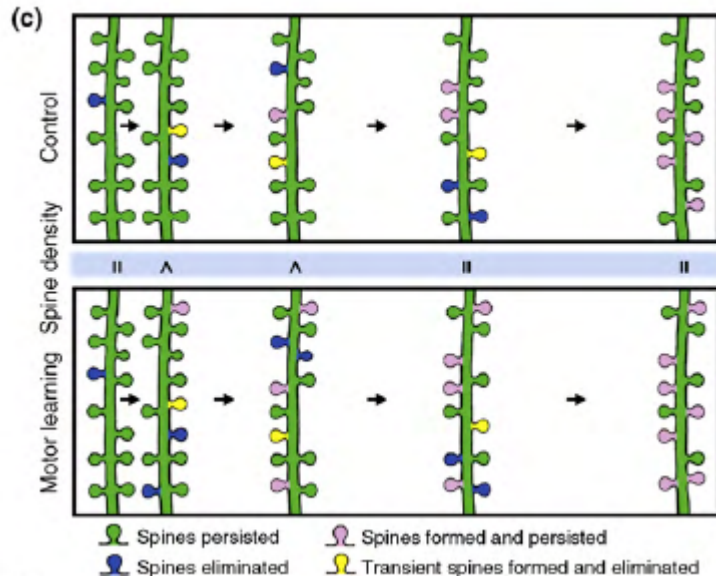 (c)
Control
Spine density
= < < = =
Motor learning
Spines persisted
Spines formed and persisted
Spines eliminated
Transient spines formed and eliminated